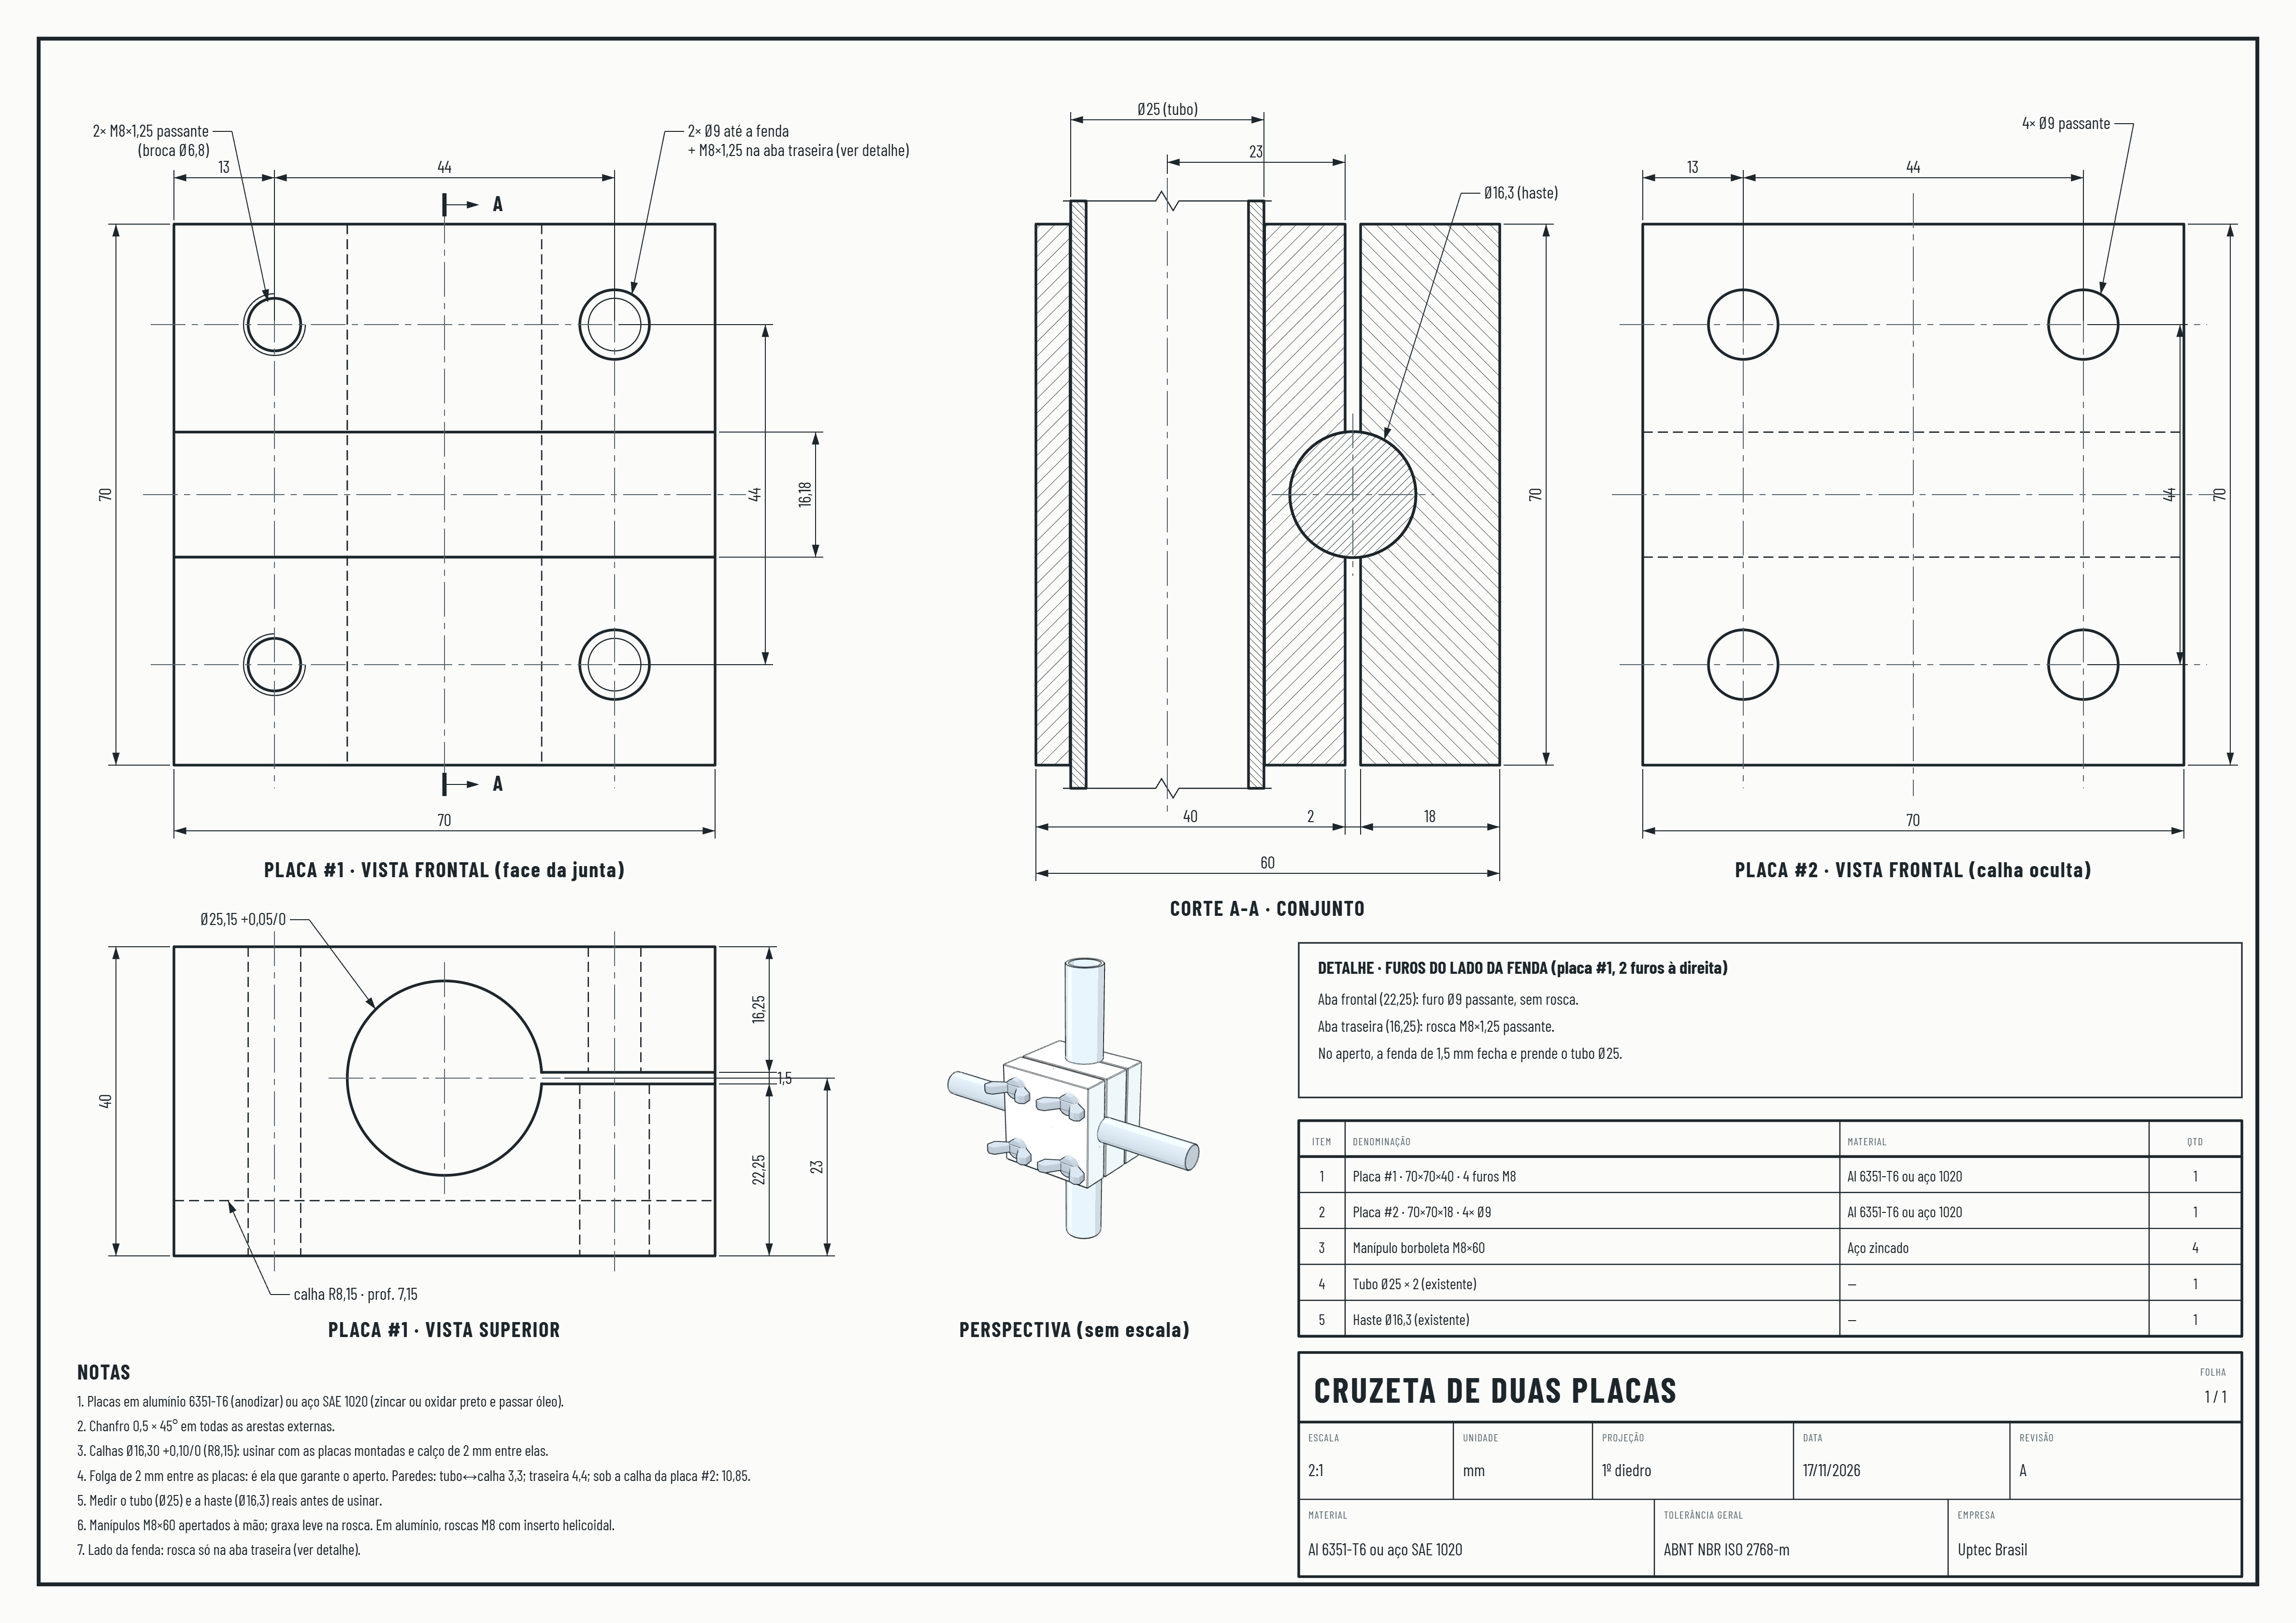 2× M8×1,25 passante
(broca Ø6,8)
2× Ø9 até a fenda
+ M8×1,25 na aba traseira (ver detalhe)
13
44
A
70
44
16,18
A
70
PLACA #1 · VISTA FRONTAL (face da junta)
Ø25 (tubo)
23
Ø16,3 (haste)
70
40
2
18
60
CORTE A-A · CONJUNTO
4× Ø9 passante
13
44
44
70
70
PLACA #2 · VISTA FRONTAL (calha oculta)
Ø25,15 +0,05/0
40
16,25
1,5
22,25
23
calha R8,15 · prof. 7,15
PLACA #1 · VISTA SUPERIOR
PERSPECTIVA (sem escala)
DETALHE · FUROS DO LADO DA FENDA (placa #1, 2 furos à direita)
Aba frontal (22,25): furo Ø9 passante, sem rosca.
Aba traseira (16,25): rosca M8×1,25 passante.
No aperto, a fenda de 1,5 mm fecha e prende o tubo Ø25.
ITEM DENOMINAÇÃO MATERIAL QTD
1 Placa #1 · 70×70×40 · 4 furos M8 Al 6351-T6 ou aço 1020 1
2 Placa #2 · 70×70×18 · 4× Ø9 Al 6351-T6 ou aço 1020 1
3 Manípulo borboleta M8×60 Aço zincado 4
4 Tubo Ø25 × 2 (existente) — 1
5 Haste Ø16,3 (existente) — 1
NOTAS
1. Placas em alumínio 6351-T6 (anodizar) ou aço SAE 1020 (zincar ou oxidar preto e passar óleo).
2. Chanfro 0,5 × 45° em todas as arestas externas.
3. Calhas Ø16,30 +0,10/0 (R8,15): usinar com as placas montadas e calço de 2 mm entre elas.
4. Folga de 2 mm entre as placas: é ela que garante o aperto. Paredes: tubo↔calha 3,3; traseira 4,4; sob a calha da placa #2: 10,85.
5. Medir o tubo (Ø25) e a haste (Ø16,3) reais antes de usinar.
6. Manípulos M8×60 apertados à mão; graxa leve na rosca. Em alumínio, roscas M8 com inserto helicoidal.
7. Lado da fenda: rosca só na aba traseira (ver detalhe).
CRUZETA DE DUAS PLACAS
FOLHA
1 / 1
ESCALA UNIDADE PROJEÇÃO DATA REVISÃO
2:1 mm 1º diedro 17/11/2026 A
MATERIAL TOLERÂNCIA GERAL EMPRESA
Al 6351-T6 ou aço SAE 1020 ABNT NBR ISO 2768-m Uptec Brasil